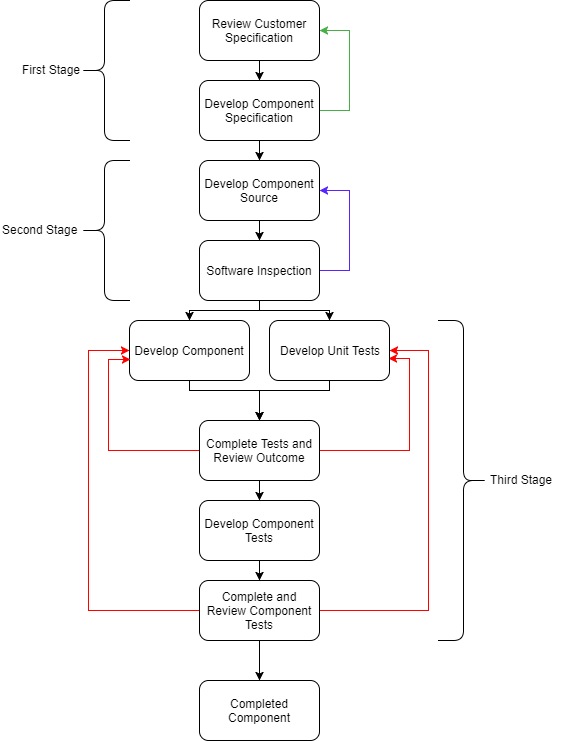 Review Customer
Specification
First Stage
Develop Component
Specification
Develop Component
Source
Second Stage
Software Inspection
Develop Component
Develop Unit Tests
Complete Tests and
Review Outcome
Third Stage
Develop Component
Tests
Complete and
Review Component
Tests
Completed
Component